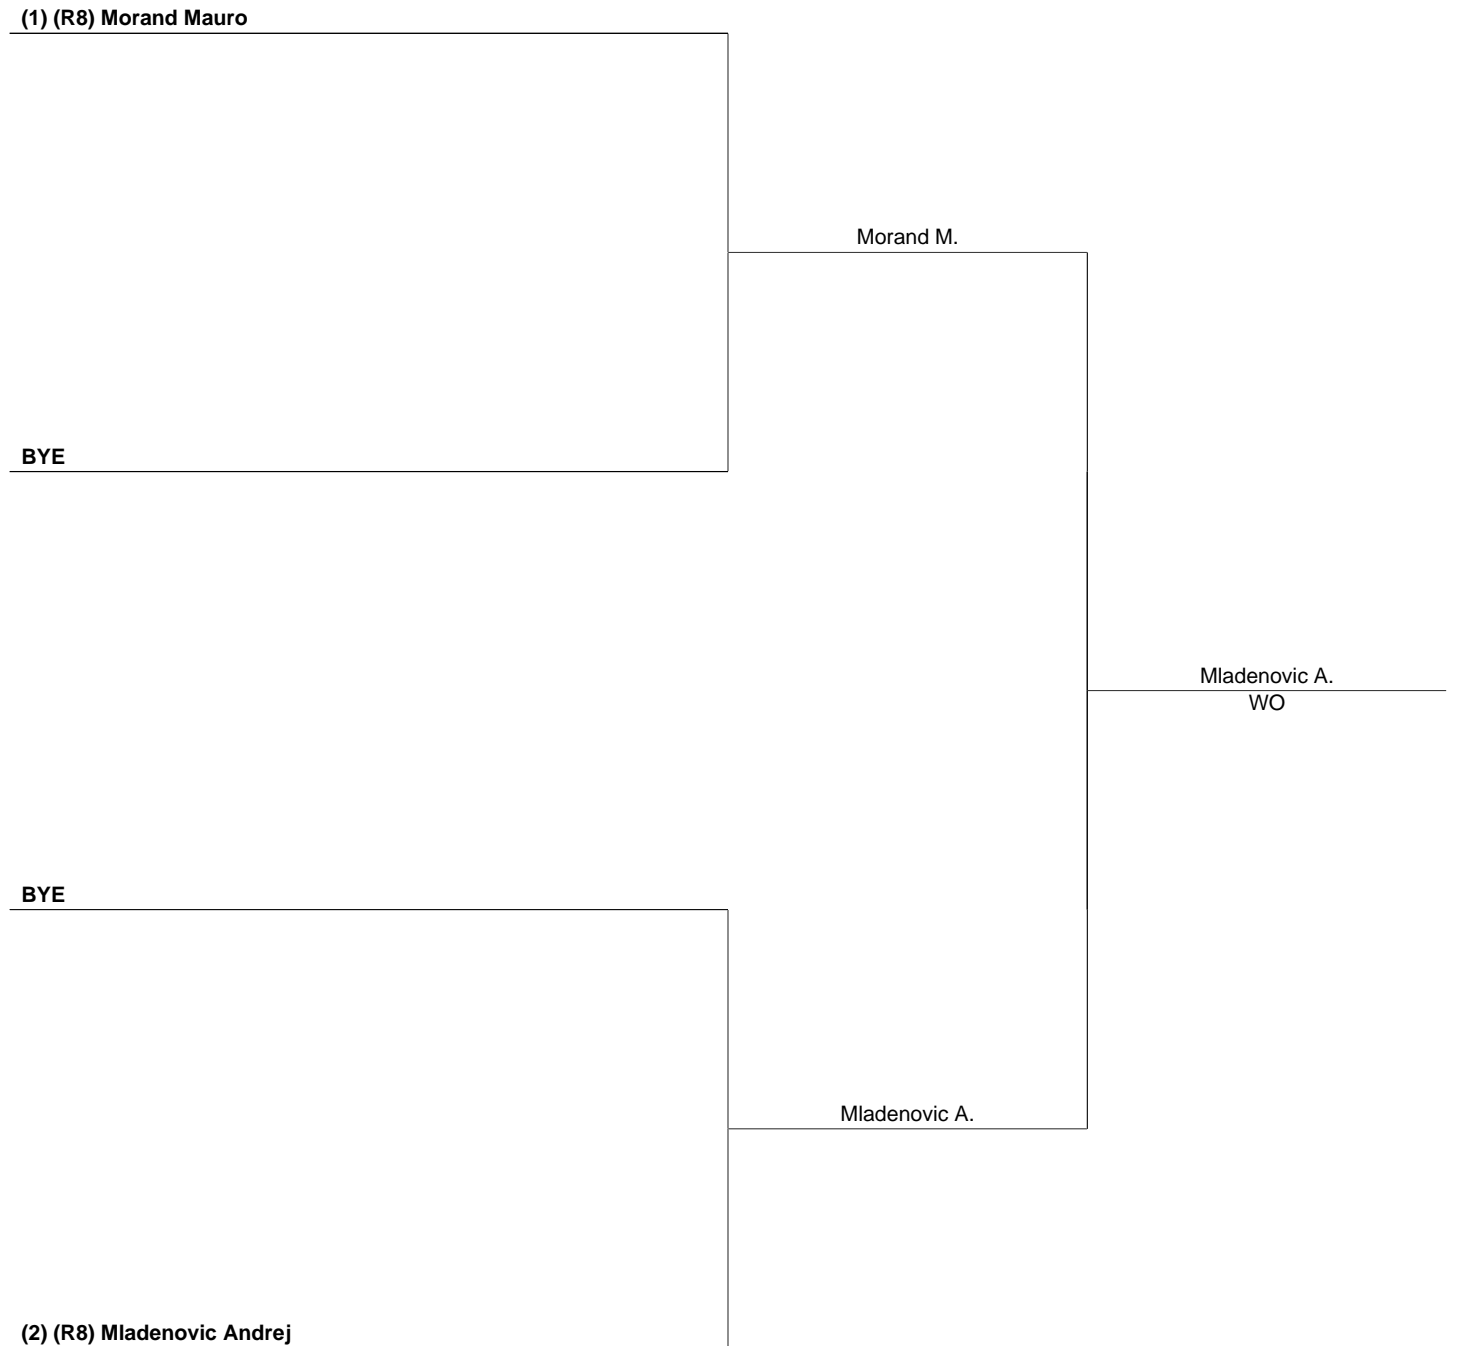 (1) (R8) Morand Mauro
Morand M.
BYE
Mladenovic A.
WO
BYE
Mladenovic A.
(2) (R8) Mladenovic Andrej